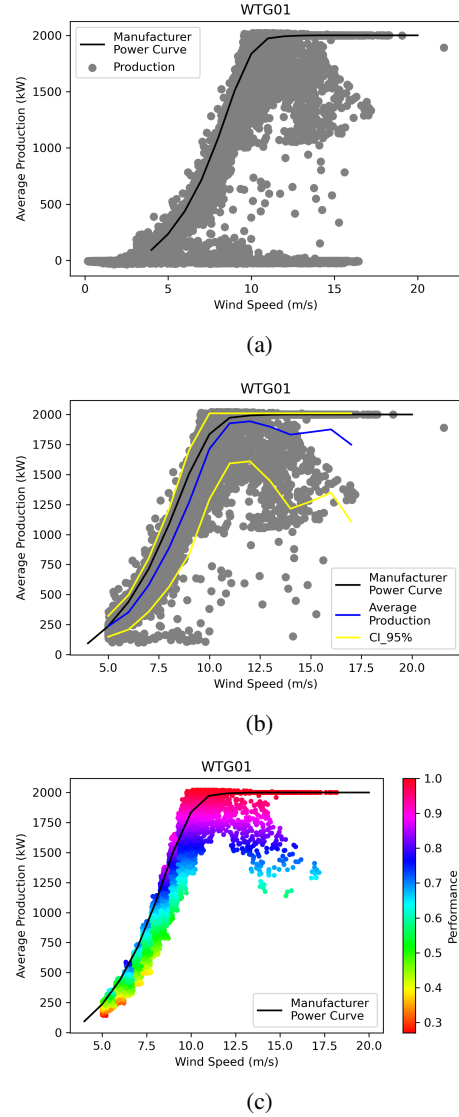 WTG01
2000
1500
1000
500
0
Average Production (kW)
Manufacturer
Power Curve
Production
0 5 10 15 20
Wind Speed (m/s)
(a)
WTG01
2000
1750
1500
1250
1000
750
500
250
0
Average Production (kW)
Manufacturer
Power Curve
Average
Production
CI_95%
5.0 7.5 10.0 12.5 15.0 17.5 20.0
Wind Speed (m/s)
(b)
WTG01
2000
1750
1500
1250
1000
750
500
250
0
Average Production (kW)
Manufacturer
Power Curve
5.0 7.5 10.0 12.5 15.0 17.5 20.0
Wind Speed (m/s)
1.0
0.9
0.8
0.7
0.6
0.5
0.4
0.3
Performance
(c)